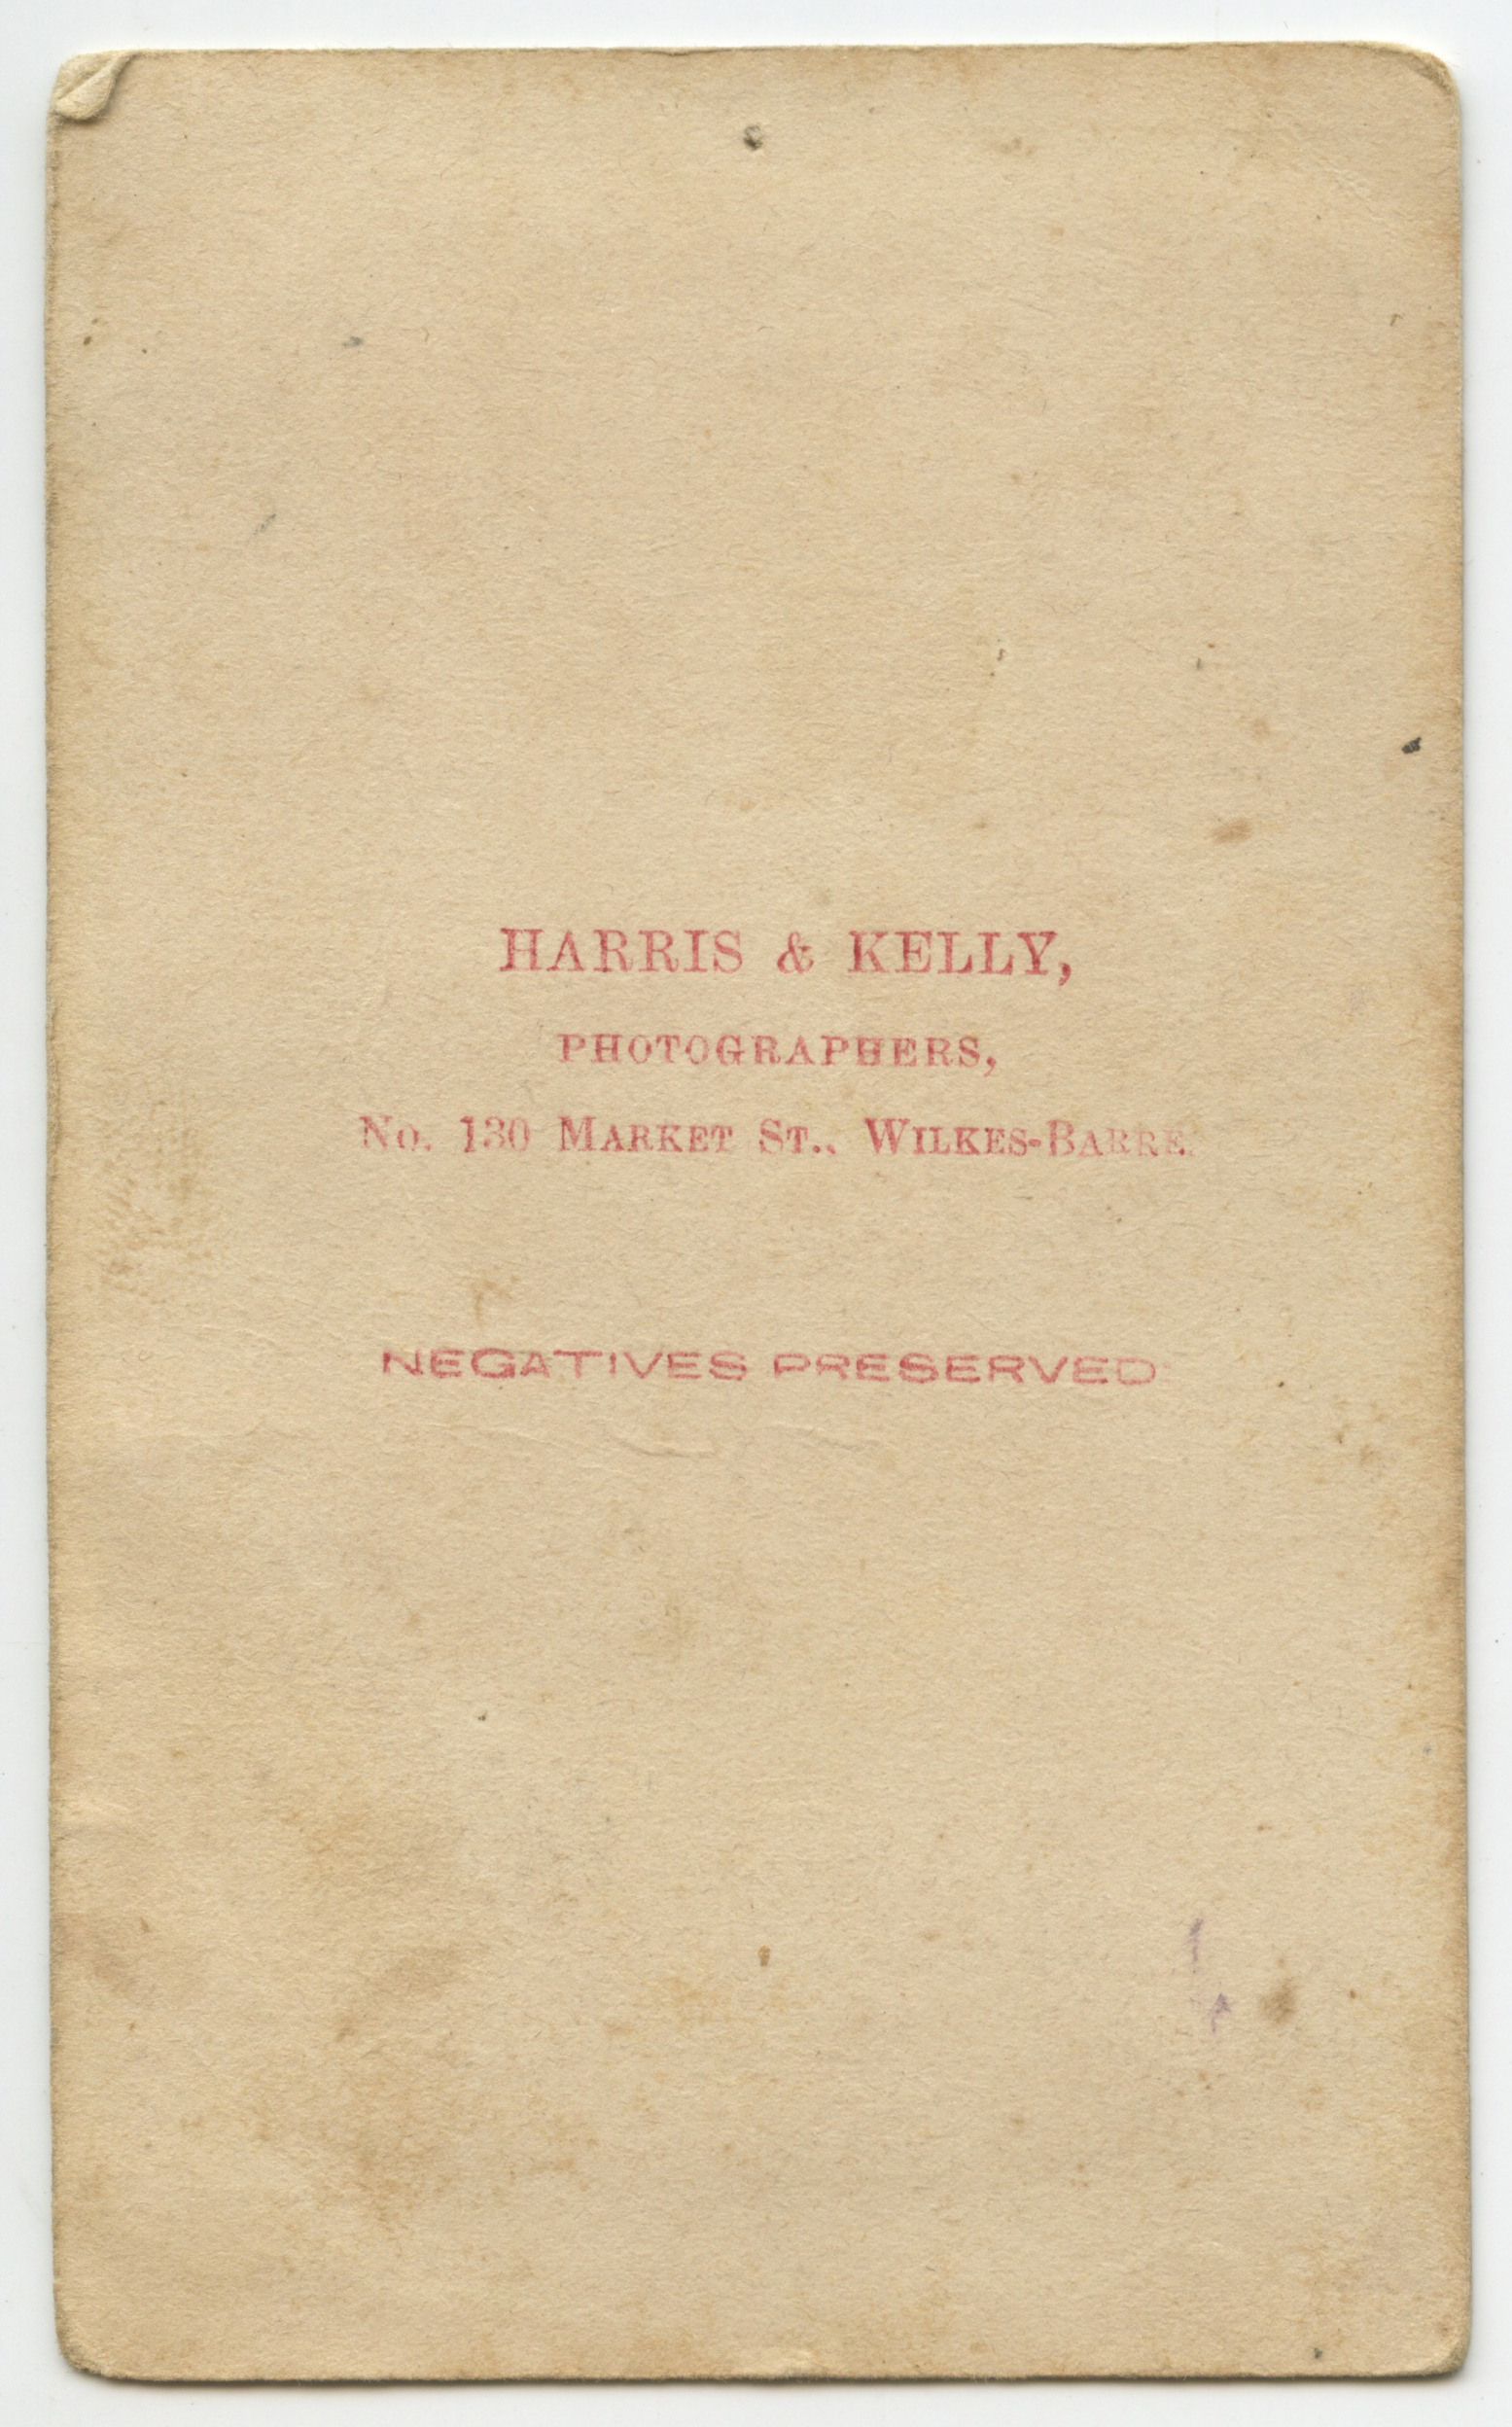 HARRIS & KELLY,
PHOTOGRAPHERS,
No. 130 MARKET ST., WILKES-BARRE.
NEGATIVES PRESERVED